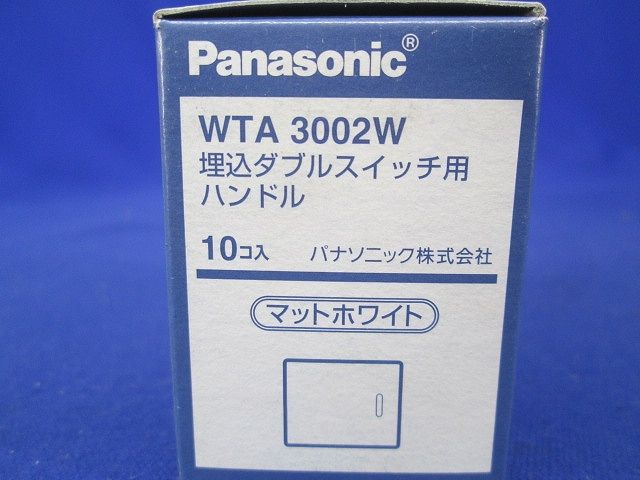 Panasonic®
WTA 3002W
埋込ダブルスイッチ用
ハンドル
10コ入 パナソニック株式会社
マットホワイト